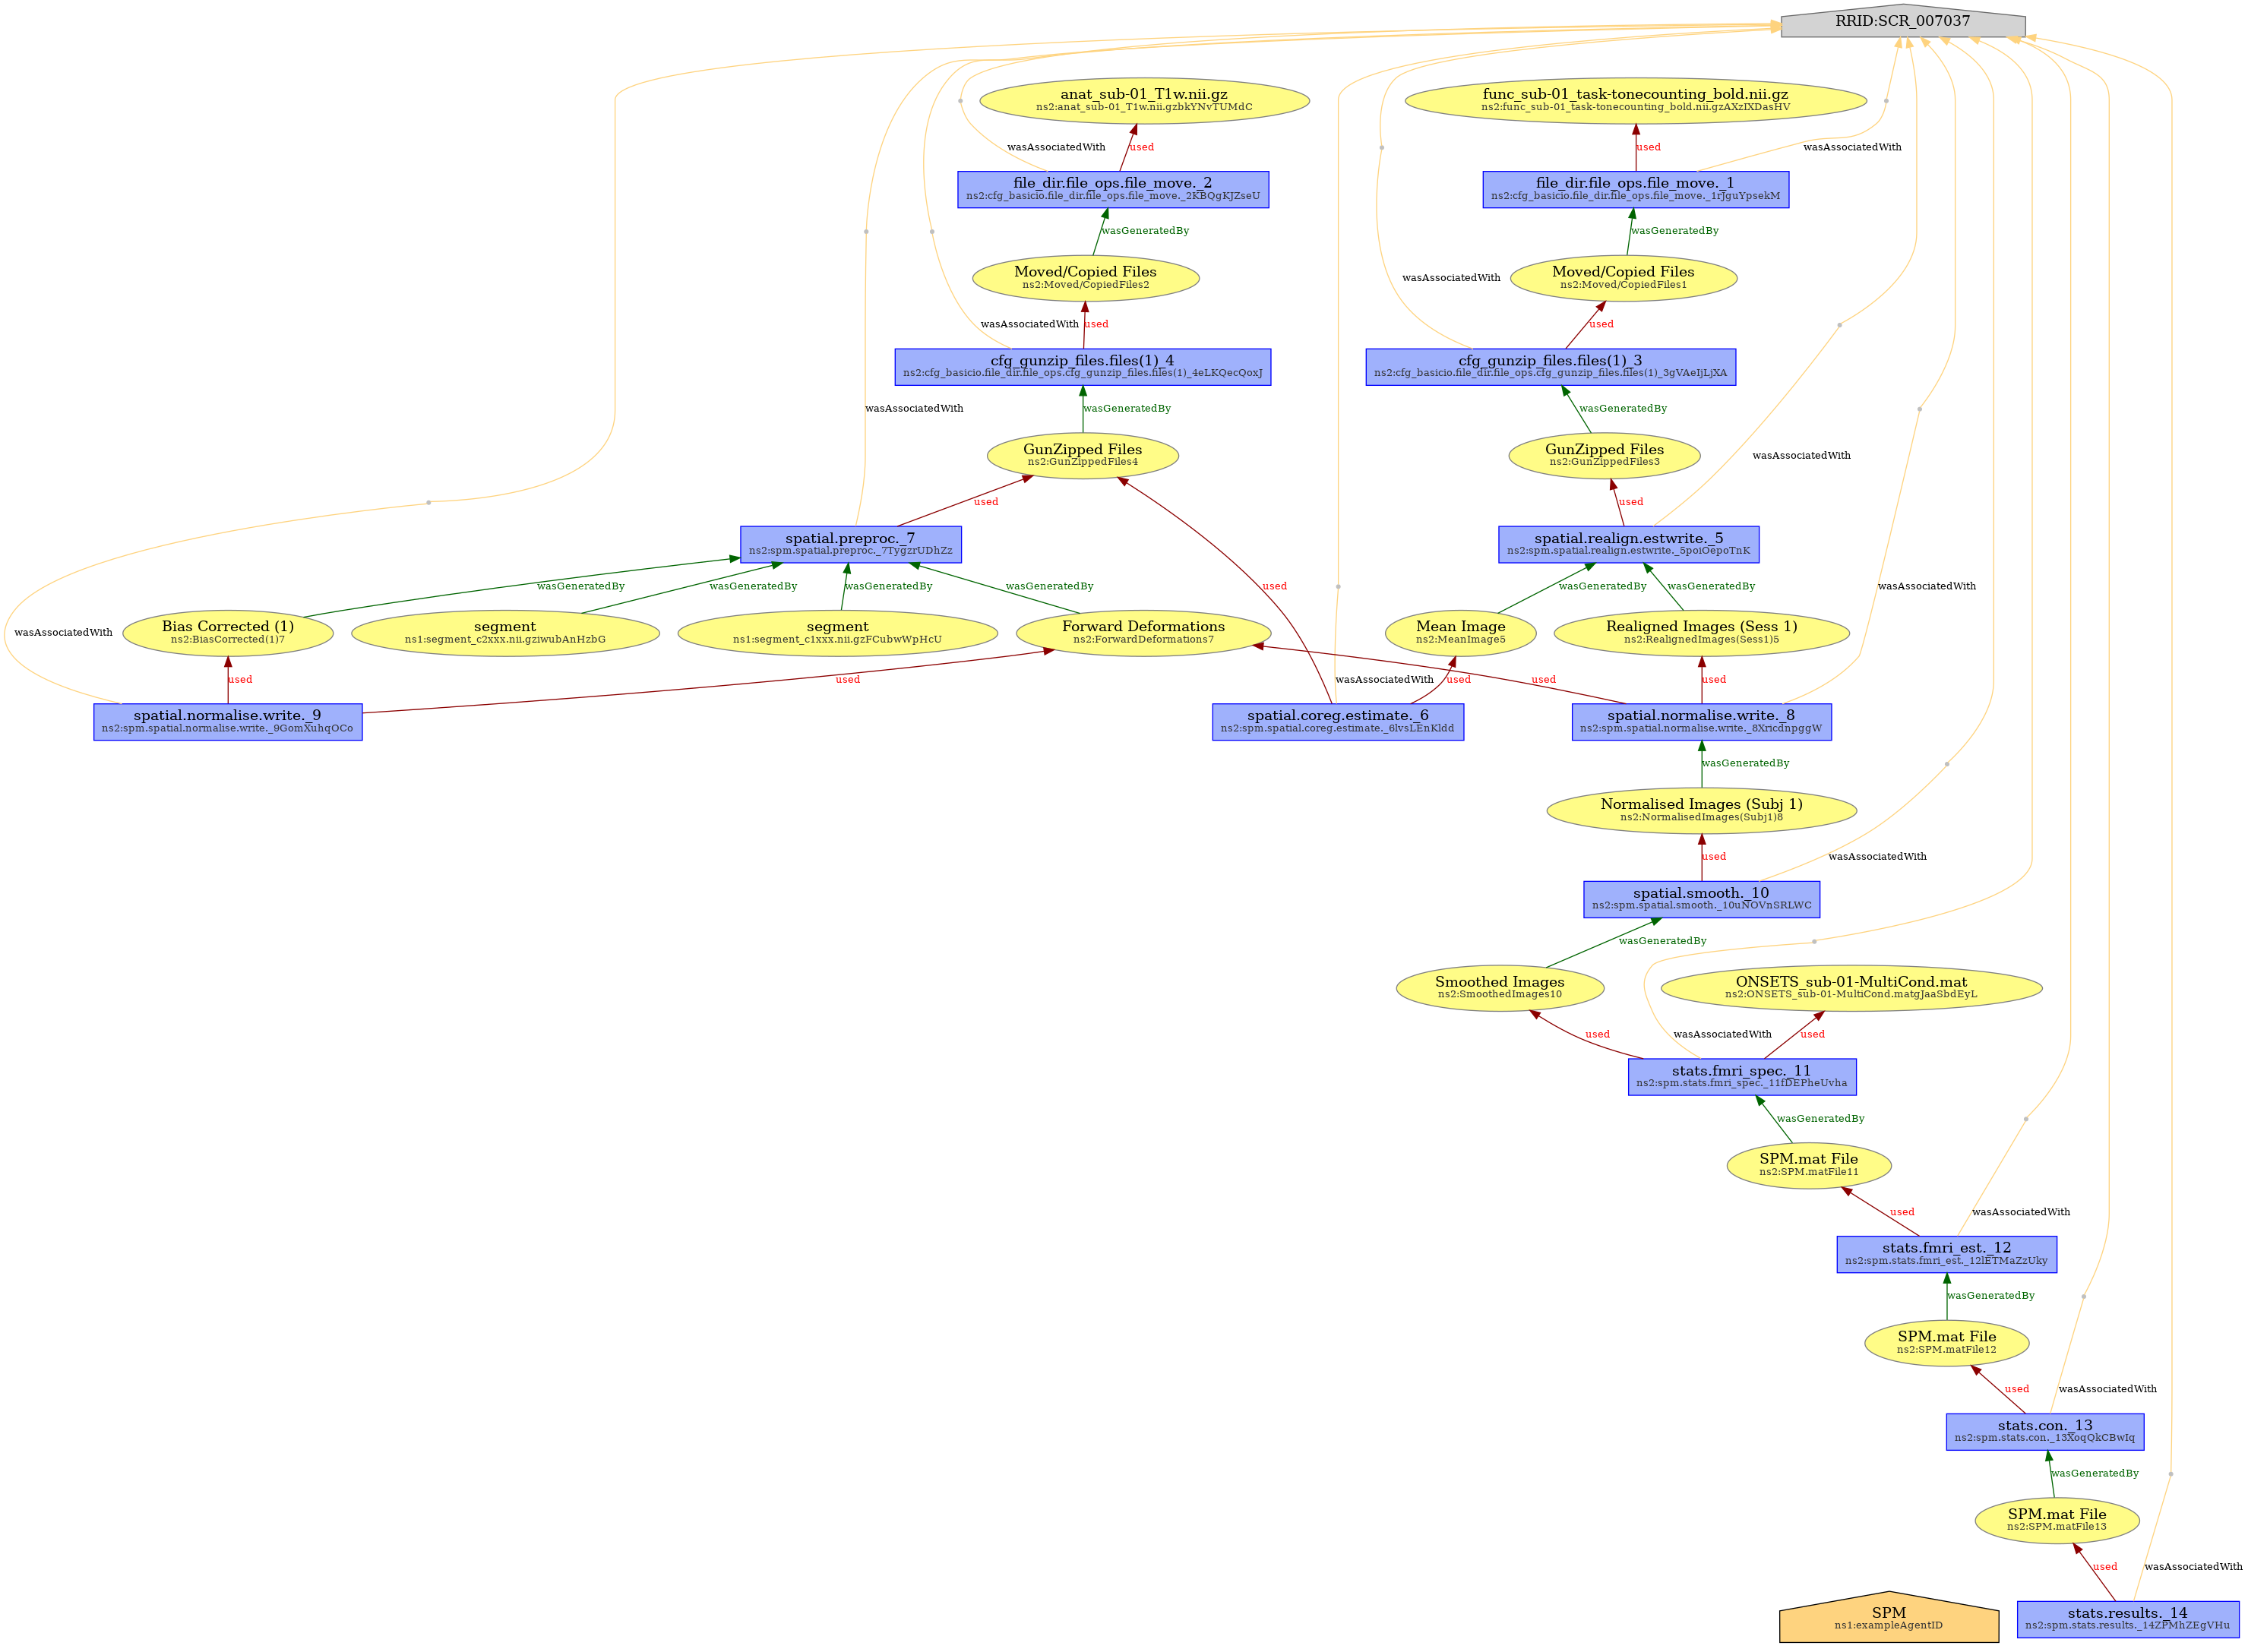 RRID:SCR_007037
anat_sub-01_T1w.nii.gz
ns2:anat_sub-01_T1w.nii.gzbkYNvTUMdC
func_sub-01_task-tonecounting_bold.nii.gz
ns2:func_sub-01_task-tonecounting_bold.nii.gzAXzIXDasHV
wasAssociatedWith
used
used
wasAssociatedWith
file_dir.file_ops.file_move._2
ns2:cfg_basicio.file_dir.file_ops.file_move._2KBQgKJZseU
file_dir.file_ops.file_move._1
ns2:cfg_basicio.file_dir.file_ops.file_move._1rJguYpsekM
wasGeneratedBy
wasGeneratedBy
Moved/Copied Files
ns2:Moved/CopiedFiles2
wasAssociatedWith
Moved/Copied Files
ns2:Moved/CopiedFiles1
wasAssociatedWith
used
used
cfg_gunzip_files.files(1)_4
ns2:cfg_basicio.file_dir.file_ops.cfg_gunzip_files.files(1)_4eLKQecQoxJ
cfg_gunzip_files.files(1)_3
ns2:cfg_basicio.file_dir.file_ops.cfg_gunzip_files.files(1)_3gVAeIjLjXA
wasAssociatedWith
wasGeneratedBy
wasGeneratedBy
GunZipped Files
ns2:GunZippedFiles4
GunZipped Files
ns2:GunZippedFiles3
wasAssociatedWith
used
used
spatial.preproc._7
ns2:spm.spatial.preproc._7TygzrUDhZz
spatial.realign.estwrite._5
ns2:spm.spatial.realign.estwrite._5poiOepoTnK
wasGeneratedBy
wasGeneratedBy
wasGeneratedBy
wasGeneratedBy
used
wasGeneratedBy
wasGeneratedBy
wasAssociatedWith
wasAssociatedWith
Bias Corrected (1)
ns2:BiasCorrected(1)7
segment
ns1:segment_c2xxx.nii.gziwubAnHzbG
segment
ns1:segment_c1xxx.nii.gzFCubwWpHcU
Forward Deformations
ns2:ForwardDeformations7
Mean Image
ns2:MeanImage5
Realigned Images (Sess 1)
ns2:RealignedImages(Sess1)5
used
used
wasAssociatedWith
used
used
used
spatial.normalise.write._9
ns2:spm.spatial.normalise.write._9GomXuhqOCo
spatial.coreg.estimate._6
ns2:spm.spatial.coreg.estimate._6lvsLEnKldd
spatial.normalise.write._8
ns2:spm.spatial.normalise.write._8XricdnpggW
wasGeneratedBy
Normalised Images (Subj 1)
ns2:NormalisedImages(Subj1)8
used
wasAssociatedWith
spatial.smooth._10
ns2:spm.spatial.smooth._10uNOVnSRLWC
wasGeneratedBy
Smoothed Images
ns2:SmoothedImages10
ONSETS_sub-01-MultiCond.mat
ns2:ONSETS_sub-01-MultiCond.matgJaaSbdEyL
used
wasAssociatedWith
used
stats.fmri_spec._11
ns2:spm.stats.fmri_spec._11fDEPheUvha
wasGeneratedBy
SPM.mat File
ns2:SPM.matFile11
used
wasAssociatedWith
stats.fmri_est._12
ns2:spm.stats.fmri_est._12lETMaZzUky
wasGeneratedBy
SPM.mat File
ns2:SPM.matFile12
used
wasAssociatedWith
stats.con._13
ns2:spm.stats.con._13XoqQkCBwIq
wasGeneratedBy
SPM.mat File
ns2:SPM.matFile13
used
wasAssociatedWith
SPM
ns1:exampleAgentID
stats.results._14
ns2:spm.stats.results._14ZPMhZEgVHu